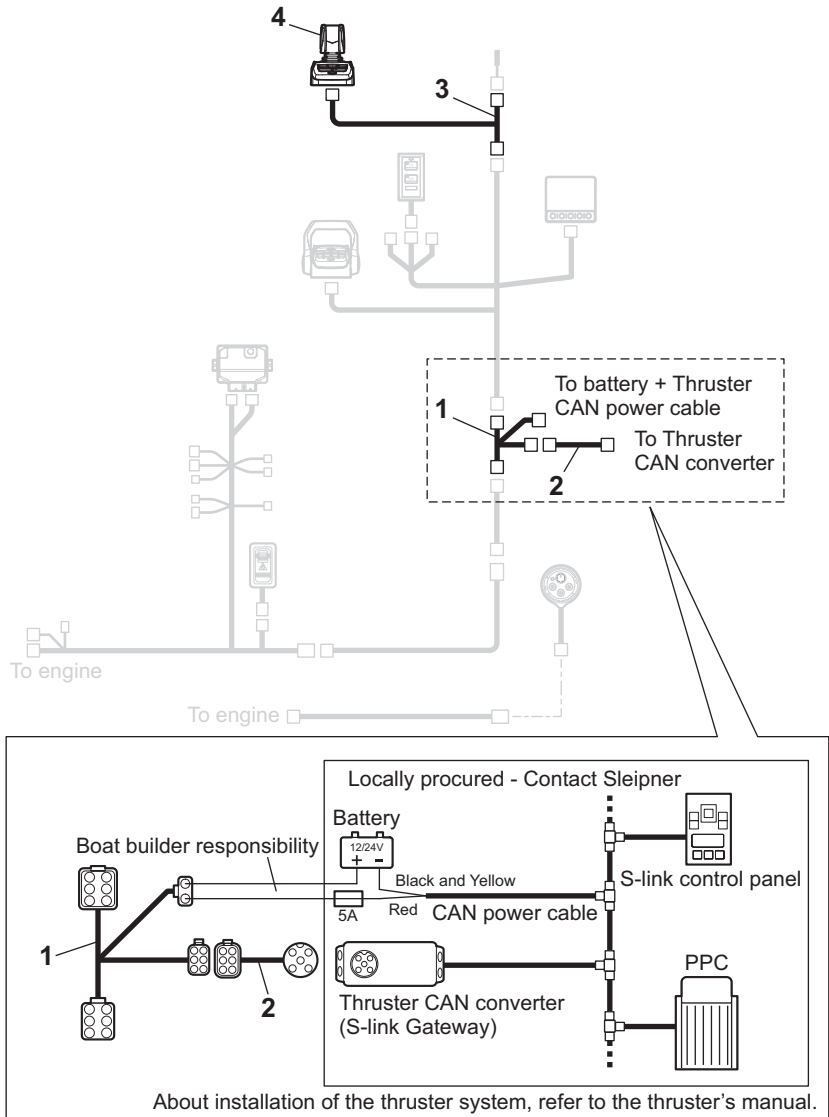 4
3
1
To battery + Thruster
CAN power cable
To Thruster
CAN converter
2
To engine
To engine
Locally procured - Contact Sleipner
Battery
12/24V
+ -
Boat builder responsibility
Black and Yellow
5A
Red
CAN power cable
S-link control panel
1
2
Thruster CAN converter
(S-link Gateway)
PPC
About installation of the thruster system, refer to the thruster's manual.